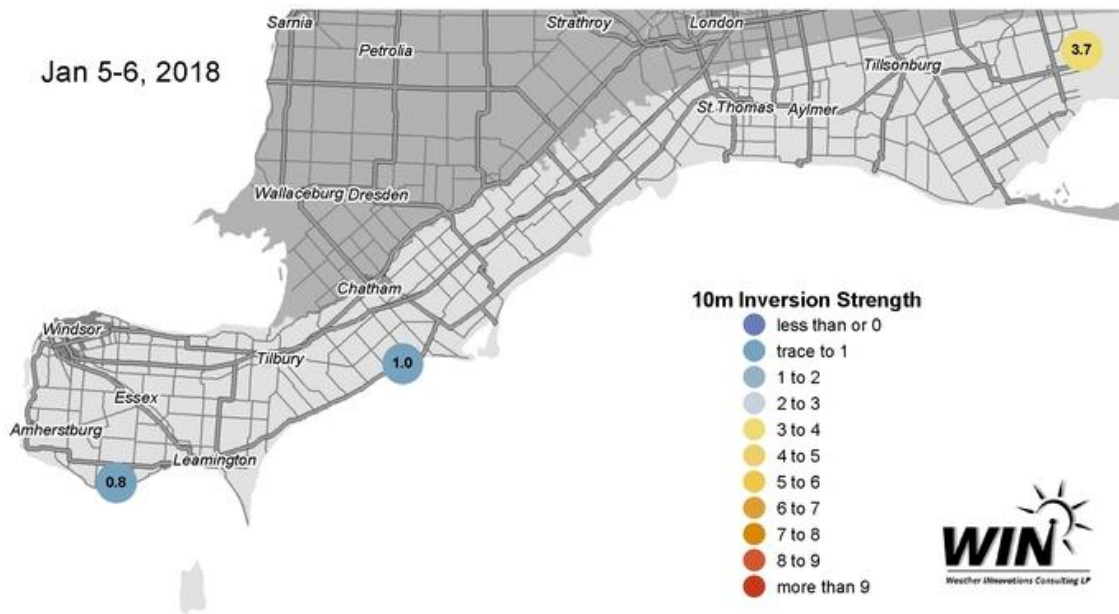 Sarnia
Strathroy
London
Petrolia
Tillsonburg
3.7
Jan 5-6, 2018
St.Thomas
Aylmer
Wallaceburg
Dresden
Chatham
Windsor
Tilbury
1.0
Essex
Amherstburg
Leamington
0.8
10m Inversion Strength
less than or 0
trace to 1
1 to 2
2 to 3
3 to 4
4 to 5
5 to 6
6 to 7
7 to 8
8 to 9
more than 9
WIN
Weather INnovations Consulting LP